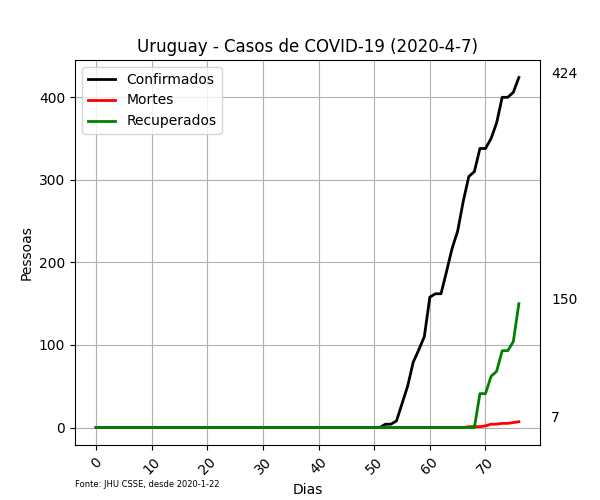 Uruguay - Casos de COVID-19 (2020-4-7)
Confirmados
Mortes
Recuperados
424
150
7
Pessoas
400
300
200
100
0
0 10 20 30 40 50 60 70
Dias
Fonte: JHU CSSE, desde 2020-1-22